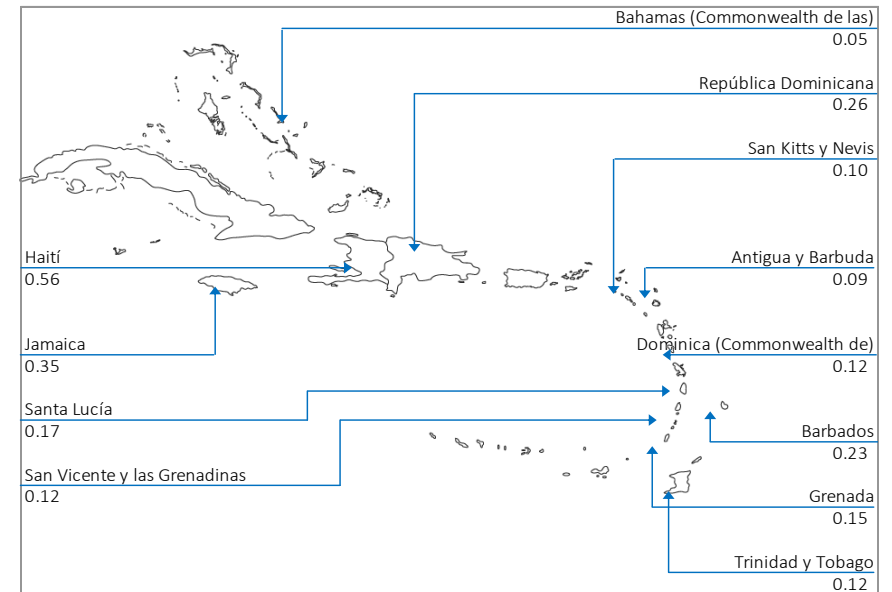 Bahamas (Commonwealth de las)
0.05
República Dominicana
0.26
San Kitts y Nevis
0.10
Haití
0.56
Antigua y Barbuda
0.09
Jamaica
0.35
Dominica (Commonwealth de)
0.12
Santa Lucía
0.17
Barbados
0.23
San Vicente y las Grenadinas
0.12
Grenada
0.15
Trinidad y Tobago
0.12